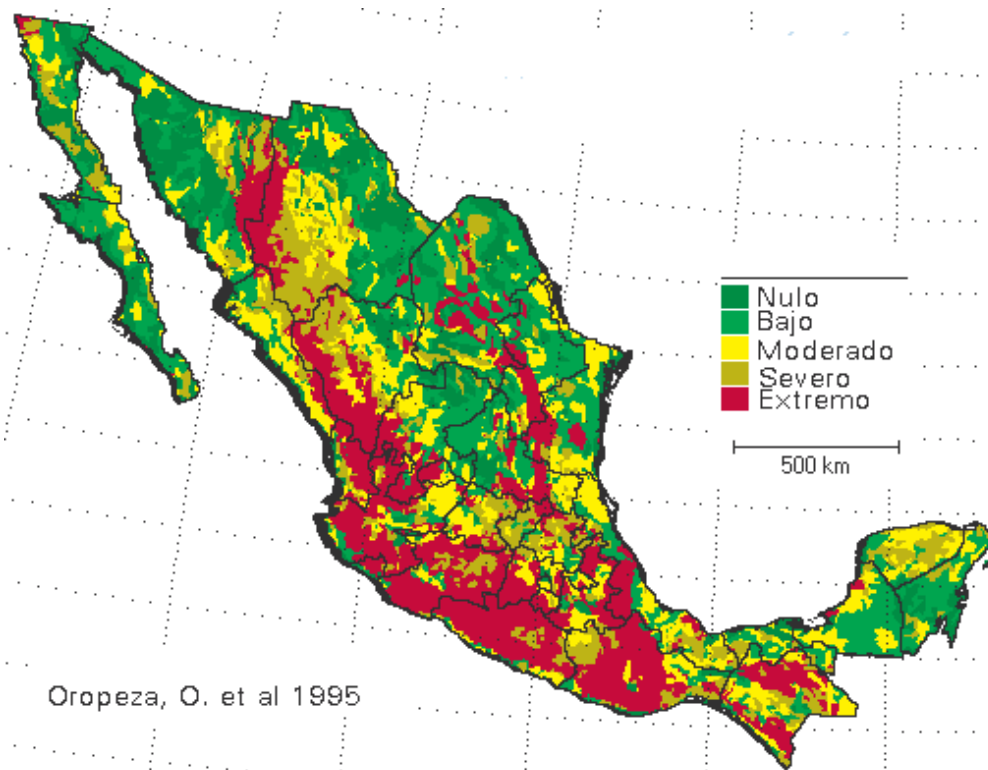 Nulo
Bajo
Moderado
Severo
Extremo
500 km
Oropeza, O. et al 1995